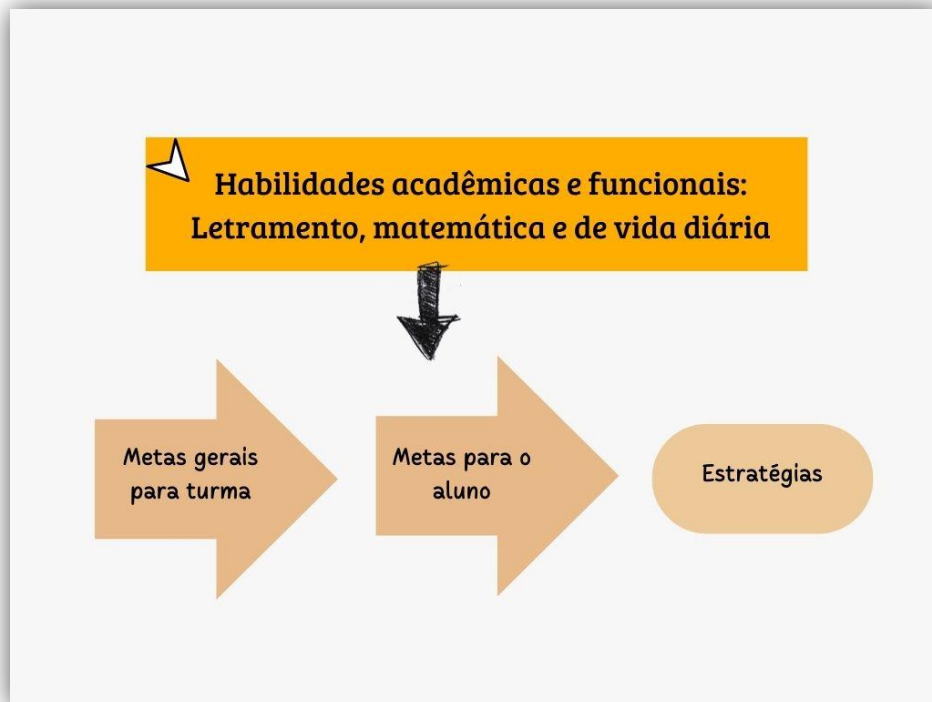 Habilidades acadêmicas e funcionais:
Letramento, matemática e de vida diária
Metas gerais
para turma
Metas para o
aluno
Estratégias